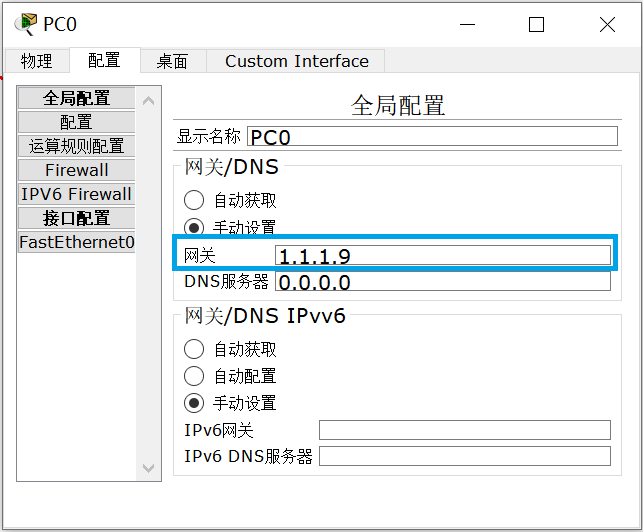 PC0
物理 配置 桌面 Custom Interface
全局配置
配置
运算规则配置
Firewall
IPV6 Firewall
接口配置
FastEthernet0
全局配置
显示名称 PC0
网关/DNS
自动获取
手动设置
网关 1.1.1.9
DNS服务器 0.0.0.0
网关/DNS IPvv6
自动获取
自动配置
手动设置
IPv6网关
IPv6 DNS服务器